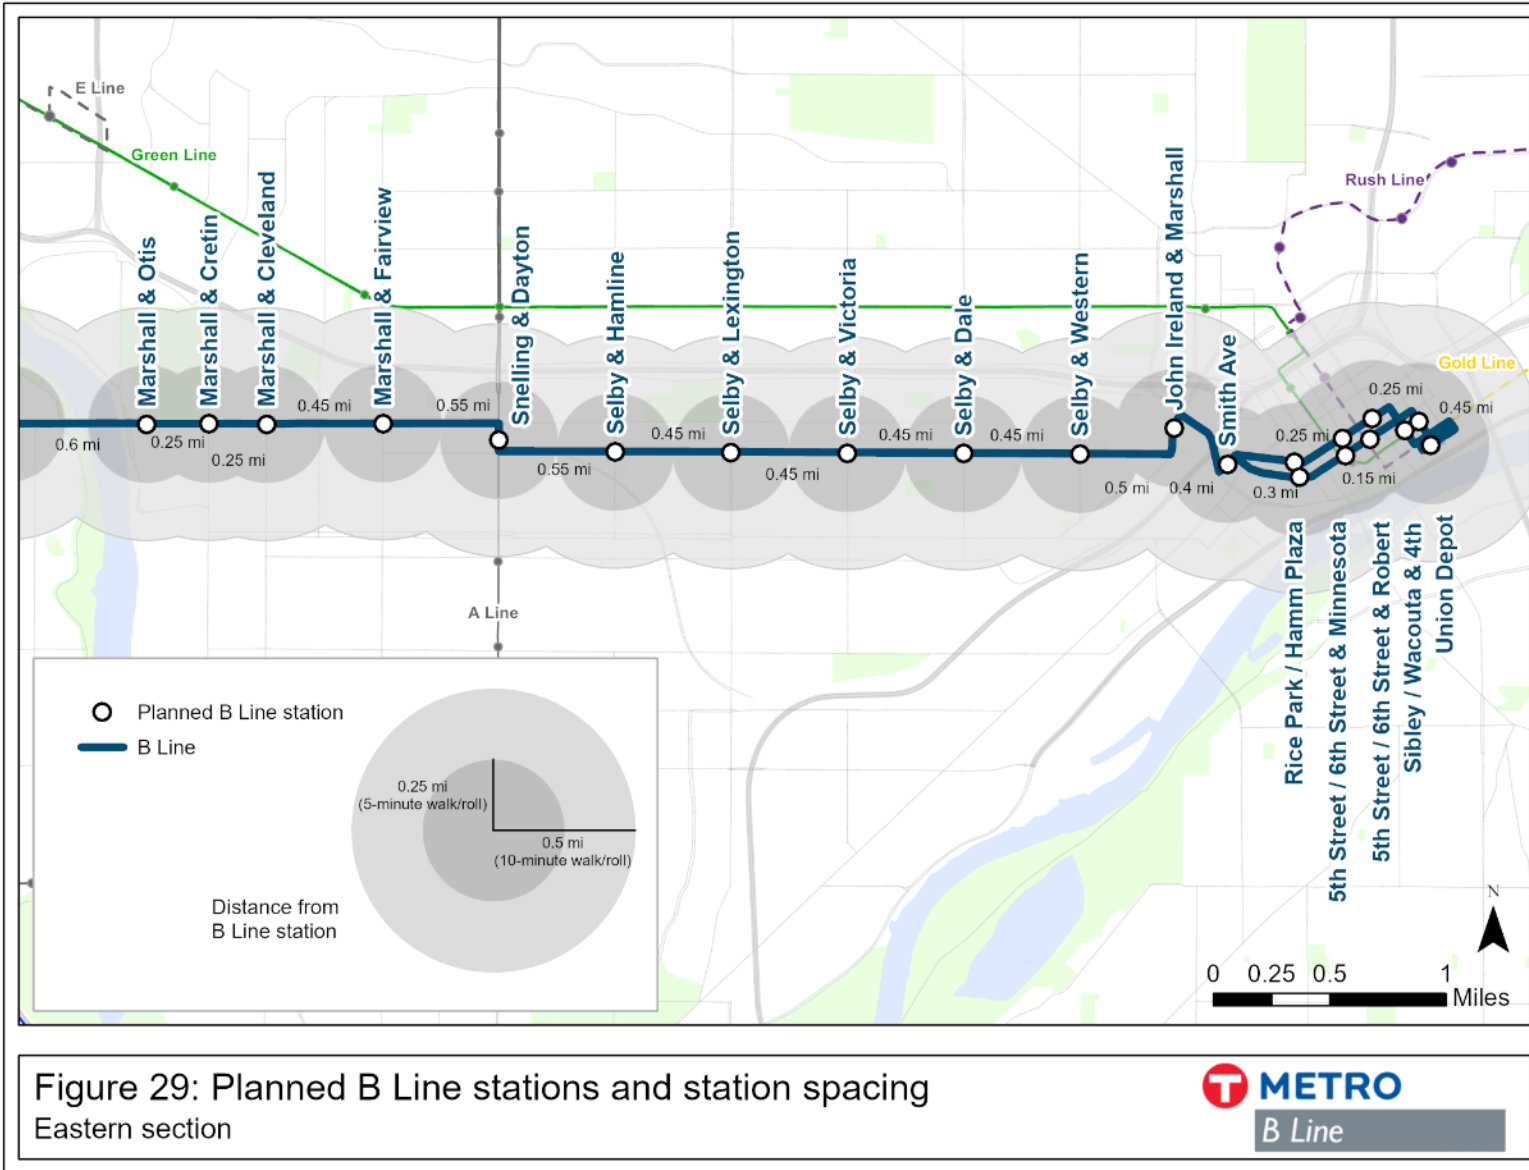 E Line
Green Line
Rush Line
Gold Line
A Line
Marshall & Otis
Marshall & Cretin
Marshall & Cleveland
Marshall & Fairview
Snelling & Dayton
Selby & Hamline
Selby & Lexington
Selby & Victoria
Selby & Dale
Selby & Western
John Ireland & Marshall
Smith Ave
Rice Park / Hamm Plaza
5th Street / 6th Street & Minnesota
5th Street / 6th Street & Robert
Sibley / Wacouta & 4th
Union Depot
0.6 mi
0.25 mi
0.25 mi
0.45 mi
0.55 mi
0.55 mi
0.45 mi
0.45 mi
0.45 mi
0.45 mi
0.5 mi
0.4 mi
0.3 mi
0.25 mi
0.15 mi
0.25 mi
0.45 mi
Planned B Line station
B Line
0.25 mi
(5-minute walk/roll)
0.5 mi
(10-minute walk/roll)
Distance from
B Line station
N
0 0.25 0.5 1
Miles
Figure 29: Planned B Line stations and station spacing
Eastern section
T METRO
B Line